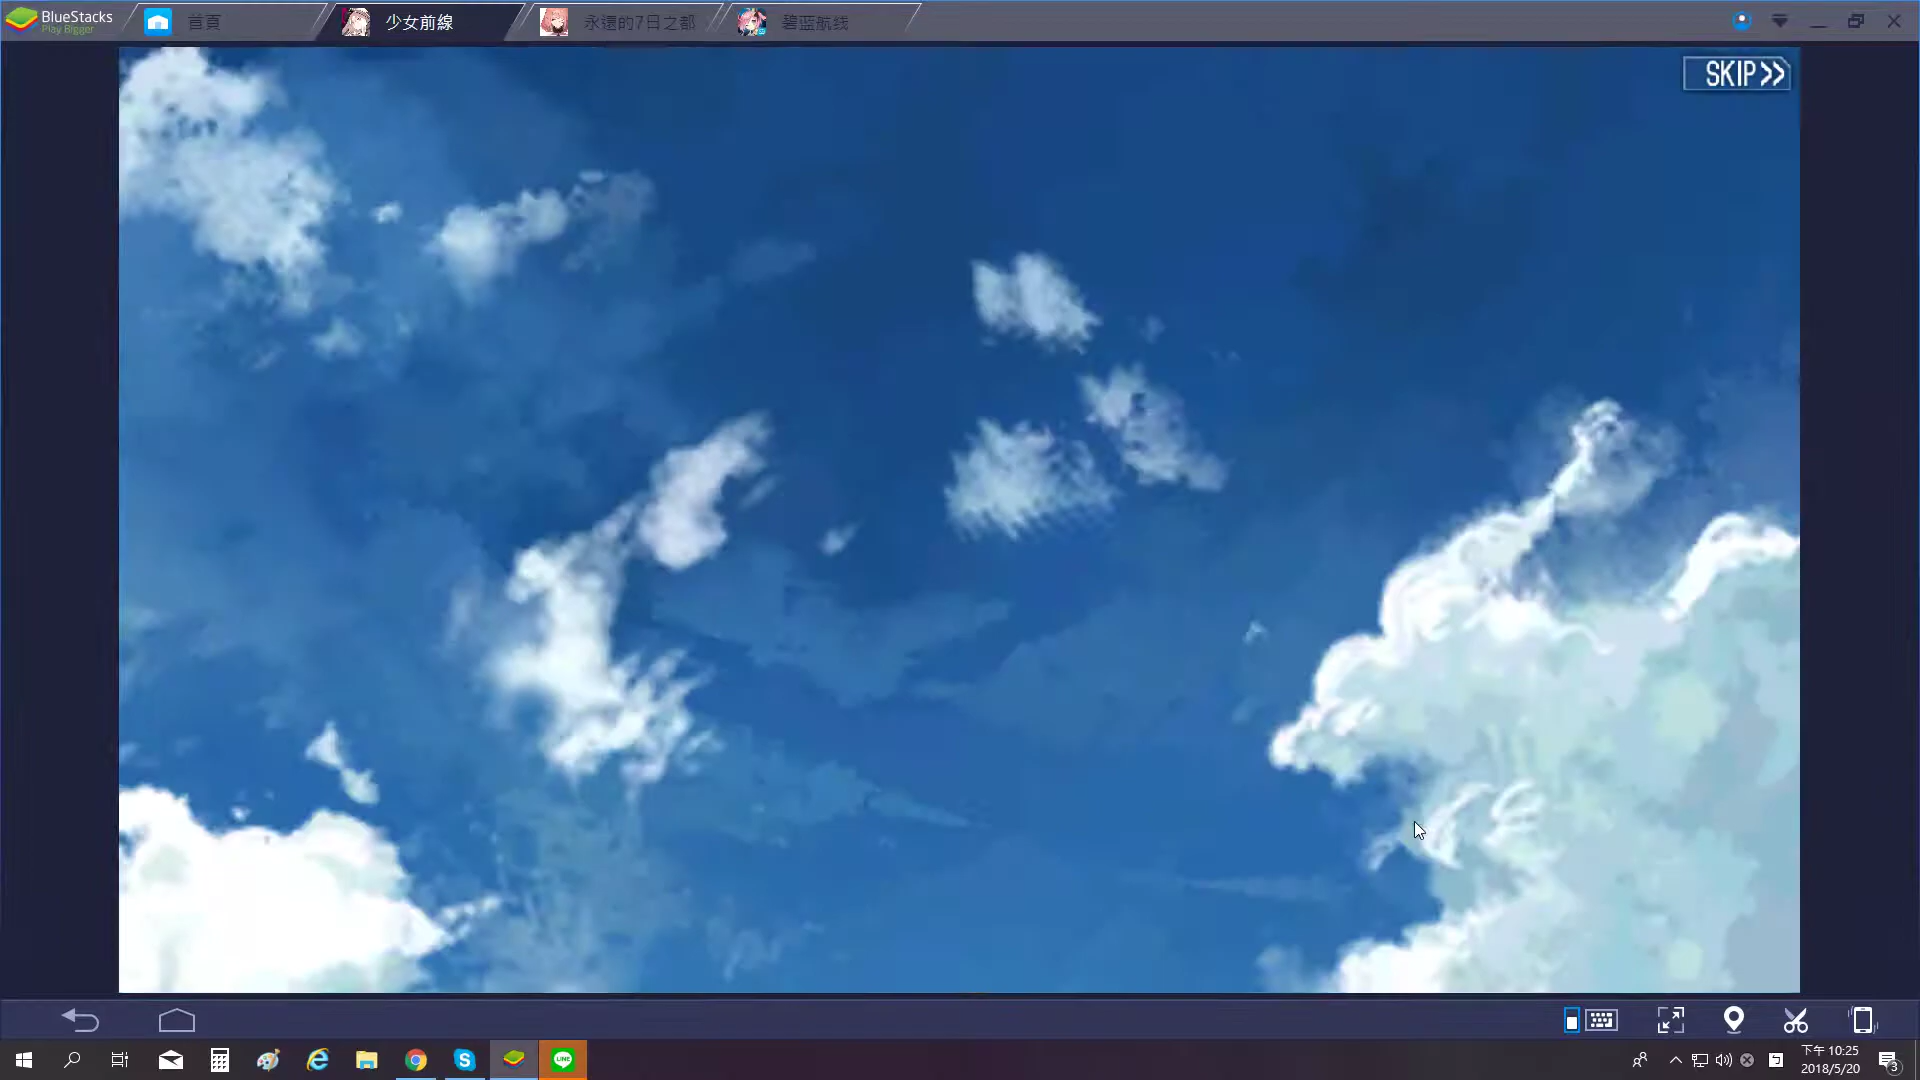 BlueStacks
Play Bigger
首頁
少女前線
永遠的7日之都
碧蓝航线
SKIP
下午 10:25
2018/5/20
3